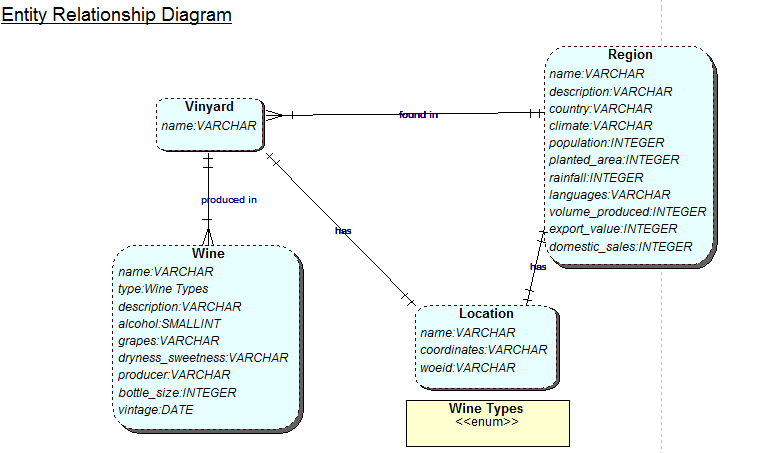 Entity Relationship Diagram
Region
name:VARCHAR
description:VARCHAR
country:VARCHAR
climate:VARCHAR
population:INTEGER
planted_area:INTEGER
rainfall:INTEGER
languages:VARCHAR
volume_produced:INTEGER
export_value:INTEGER
domestic_sales:INTEGER
Vinyard
name:VARCHAR
found in
produced in
has
has
Wine
name:VARCHAR
type:Wine Types
description:VARCHAR
alcohol:SMALLINT
grapes:VARCHAR
dryness_sweetness:VARCHAR
producer:VARCHAR
bottle_size:INTEGER
vintage:DATE
Location
name:VARCHAR
coordinates:VARCHAR
woeid:VARCHAR
Wine Types
<<enum>>